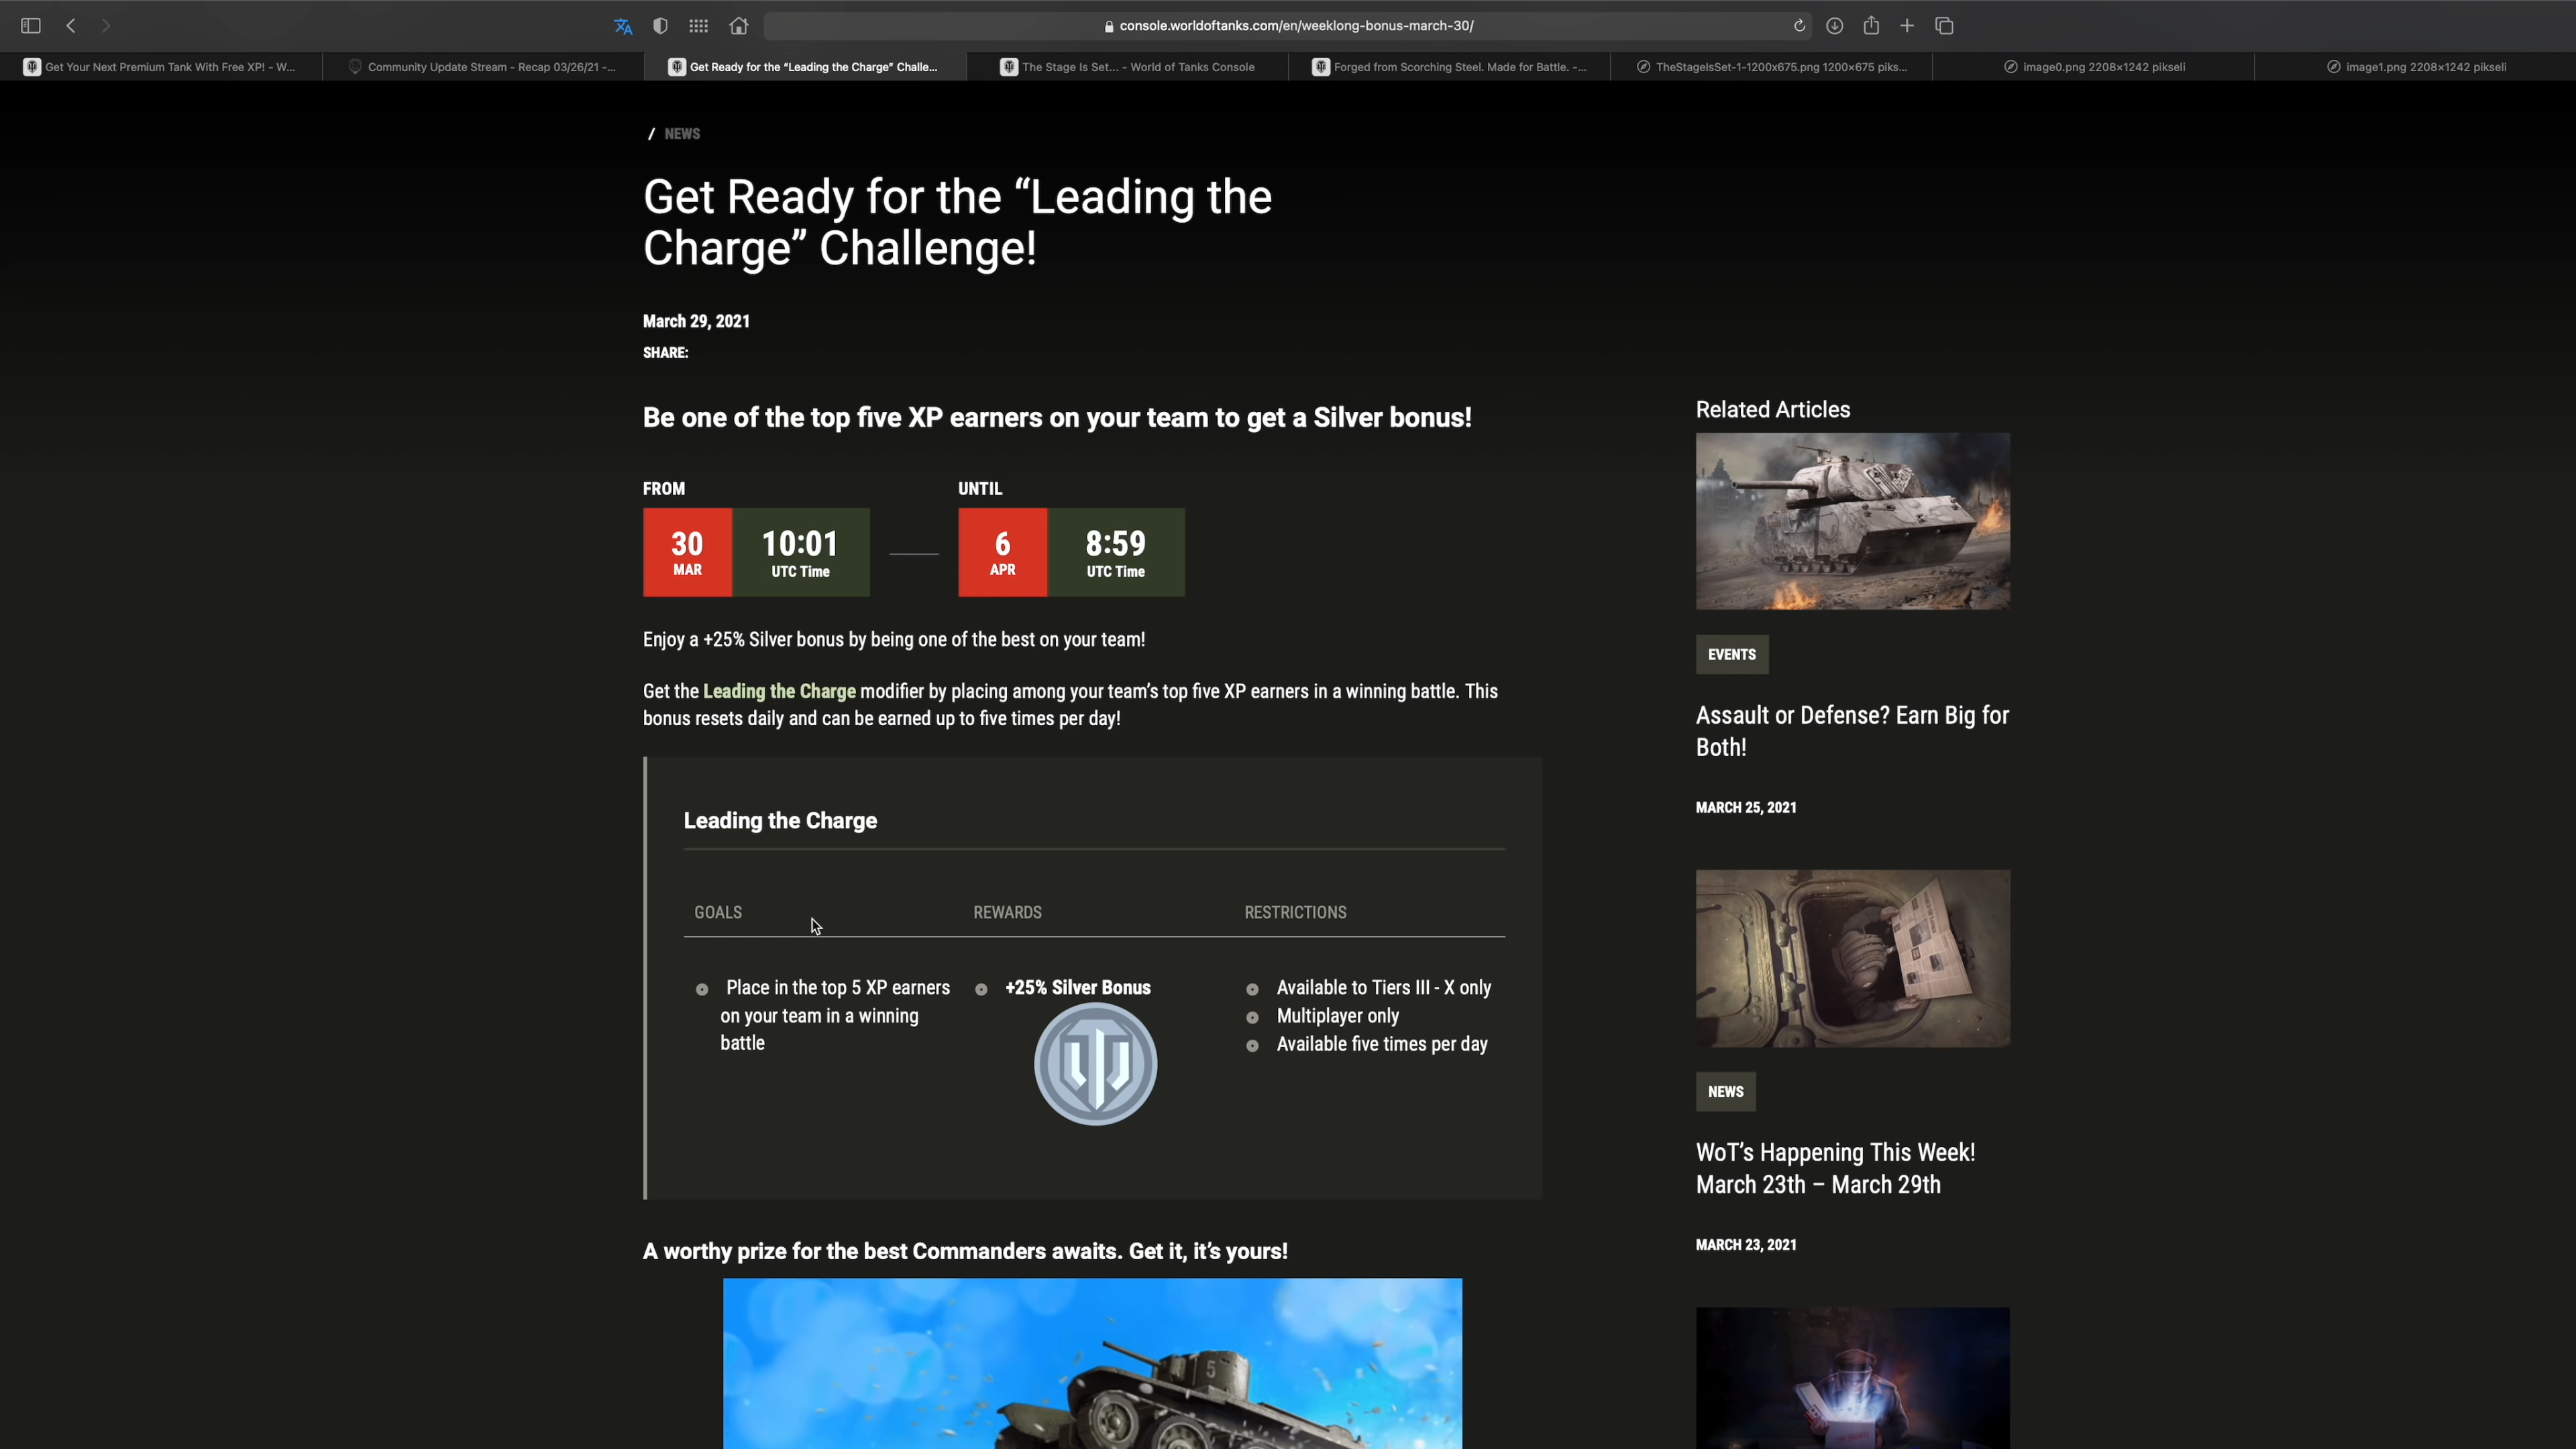 console.worldoftanks.com/en/weeklong-bonus-march-30/
Get Your Next Premium Tank With Free XP! - W...
Community Update Stream - Recap 03/26/21 -...
Get Ready for the “Leading the Charge” Challe...
The Stage Is Set... - World of Tanks Console
Forged from Scorching Steel. Made for Battle. -...
TheStageIsSet-1-1200x675.png 1200×675 piks...
image0.png 2208×1242 pikseli
image1.png 2208×1242 pikseli
/ NEWS
Get Ready for the “Leading the
Charge” Challenge!
March 29, 2021
SHARE:
Be one of the top five XP earners on your team to get a Silver bonus!
FROM
30
MAR
10:01
UTC Time
UNTIL
6
APR
8:59
UTC Time
Enjoy a +25% Silver bonus by being one of the best on your team!
Get the Leading the Charge modifier by placing among your team’s top five XP earners in a winning battle. This
bonus resets daily and can be earned up to five times per day!
Leading the Charge
GOALS
REWARDS
RESTRICTIONS
Place in the top 5 XP earners
on your team in a winning
battle
+25% Silver Bonus
Available to Tiers III - X only
Multiplayer only
Available five times per day
A worthy prize for the best Commanders awaits. Get it, it’s yours!
5
Related Articles
EVENTS
Assault or Defense? Earn Big for
Both!
MARCH 25, 2021
NEWS
WoT’s Happening This Week!
March 23th – March 29th
MARCH 23, 2021